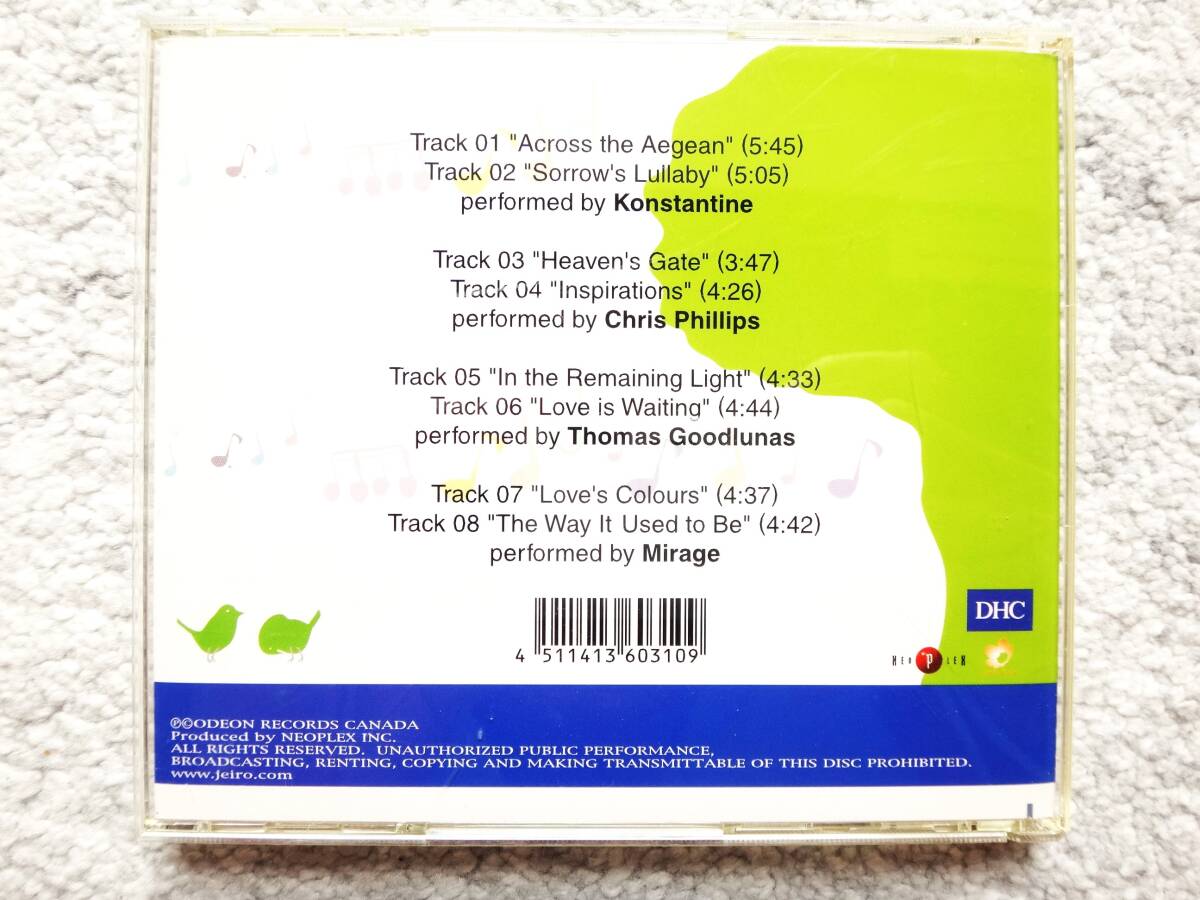 Track 01 "Across the Aegean" (5:45)
Track 02 "Sorrow's Lullaby" (5:05)
performed by Konstantine
Track 03 "Heaven's Gate" (3:47)
Track 04 "Inspirations" (4:26)
performed by Chris Phillips
Track 05 "In the Remaining Light" (4:33)
Track 06 "Love is Waiting" (4:44)
performed by Thomas Goodlunas
Track 07 "Love's Colours" (4:37)
Track 08 "The Way It Used to Be" (4:42)
performed by Mirage
DHC
4 511413 603109
NEO P LEX
℗©ODEON RECORDS CANADA
Produced by NEOPLEX INC.
ALL RIGHTS RESERVED. UNAUTHORIZED PUBLIC PERFORMANCE,
BROADCASTING, RENTING, COPYING AND MAKING TRANSMITTABLE OF THIS DISC PROHIBITED.
www.jeiro.com